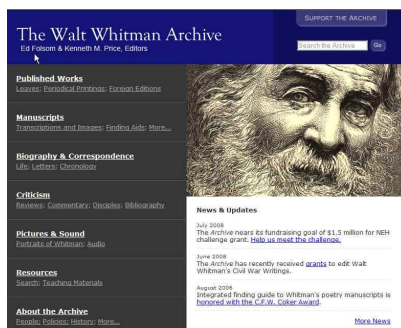 SUPPORT THE ARCHIVE
The Walt Whitman Archive
Ed Folsom & Kenneth M. Price, Editors
Search the Archive Go
Published Works
Leaves; Periodical Printings; Foreign Editions
Manuscripts
Transcriptions and Images; Finding Aids; More...
Biography & Correspondence
Life; Letters; Chronology
Criticism
Reviews; Commentary; Disciples; Bibliography
Pictures & Sound
Portraits of Whitman; Audio
Resources
Search; Teaching Materials
About the Archive
People; Policies; History; More...
News & Updates
July 2008
The Archive nears its fundraising goal of $1.5 million for NEH
challenge grant. Help us meet the challenge.
June 2008
The Archive has recently received grants to edit Walt
Whitman's Civil War Writings.
August 2006
Integrated finding guide to Whitman's poetry manuscripts is
honored with the C.F.W. Coker Award.
More News